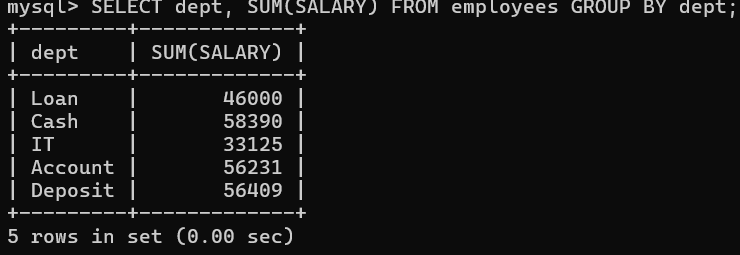 mysql> SELECT dept, SUM(SALARY) FROM employees GROUP BY dept;
+---------+-------------+
| dept    | SUM(SALARY) |
+---------+-------------+
| Loan    |       46000 |
| Cash    |       58390 |
| IT      |       33125 |
| Account |       56231 |
| Deposit |       56409 |
+---------+-------------+
5 rows in set (0.00 sec)